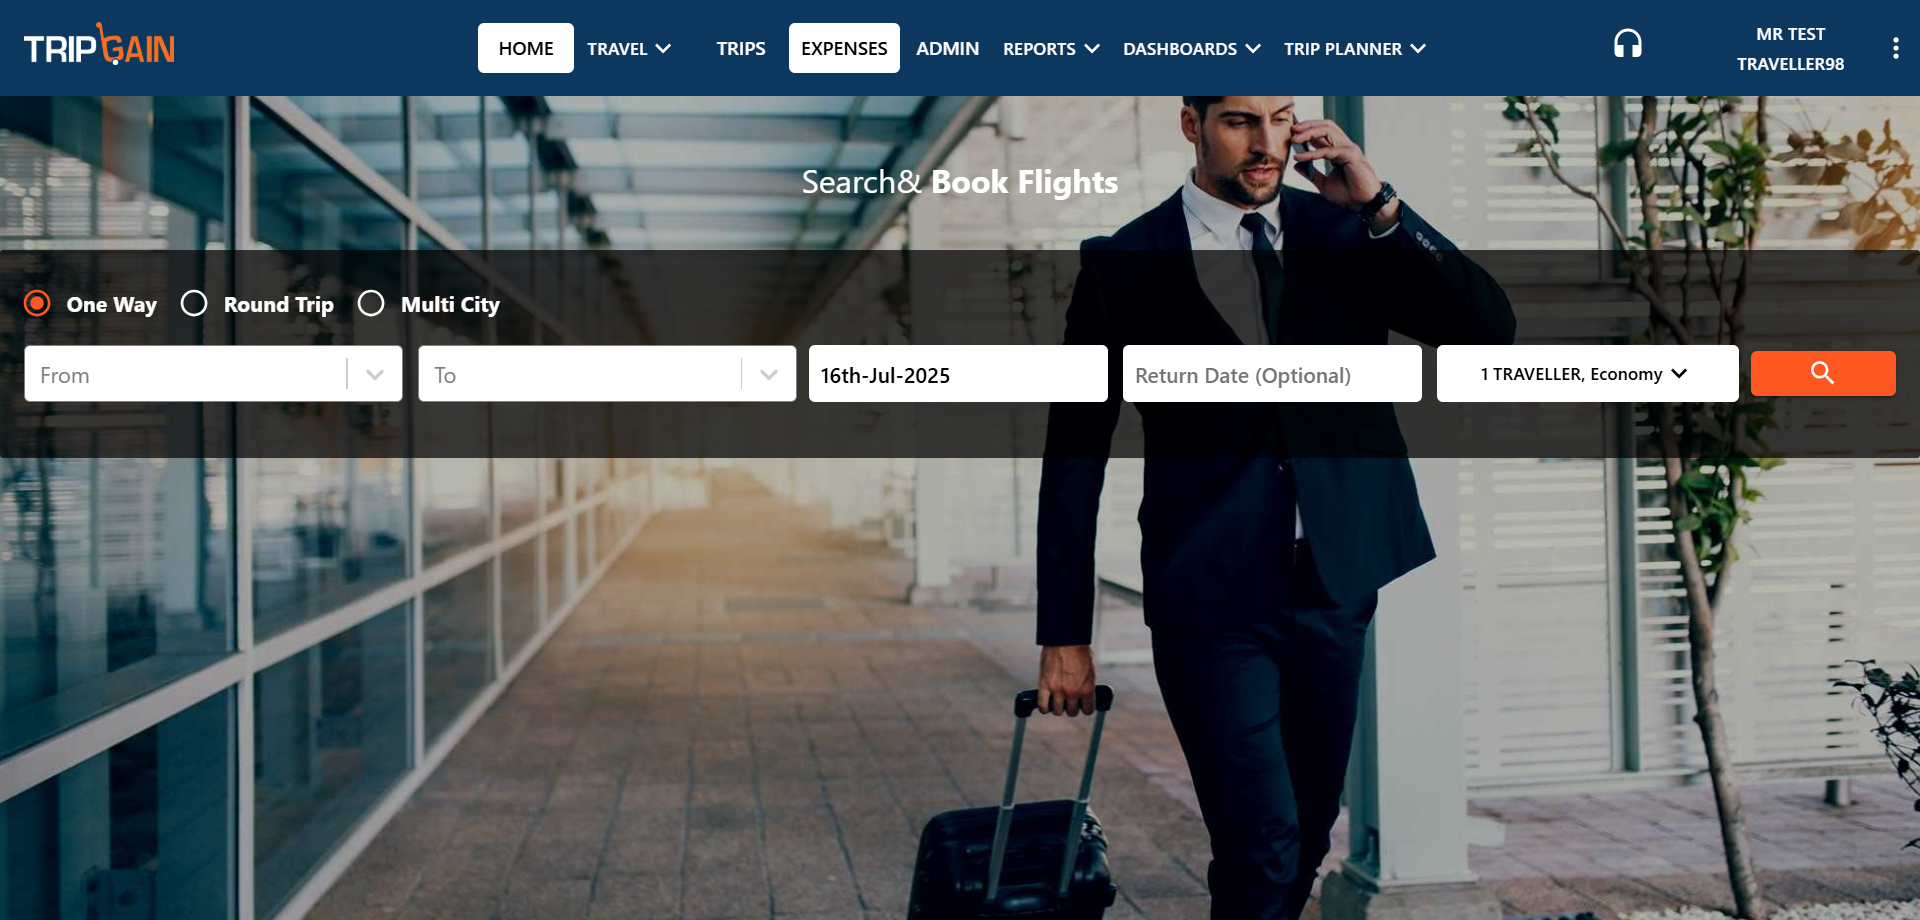 TRIPGAIN
HOME
TRAVEL
TRIPS
EXPENSES
ADMIN
REPORTS
DASHBOARDS
TRIP PLANNER
MR TEST
TRAVELLER98
Search& Book Flights
One Way
Round Trip
Multi City
From
To
16th-Jul-2025
Return Date (Optional)
1 TRAVELLER, Economy